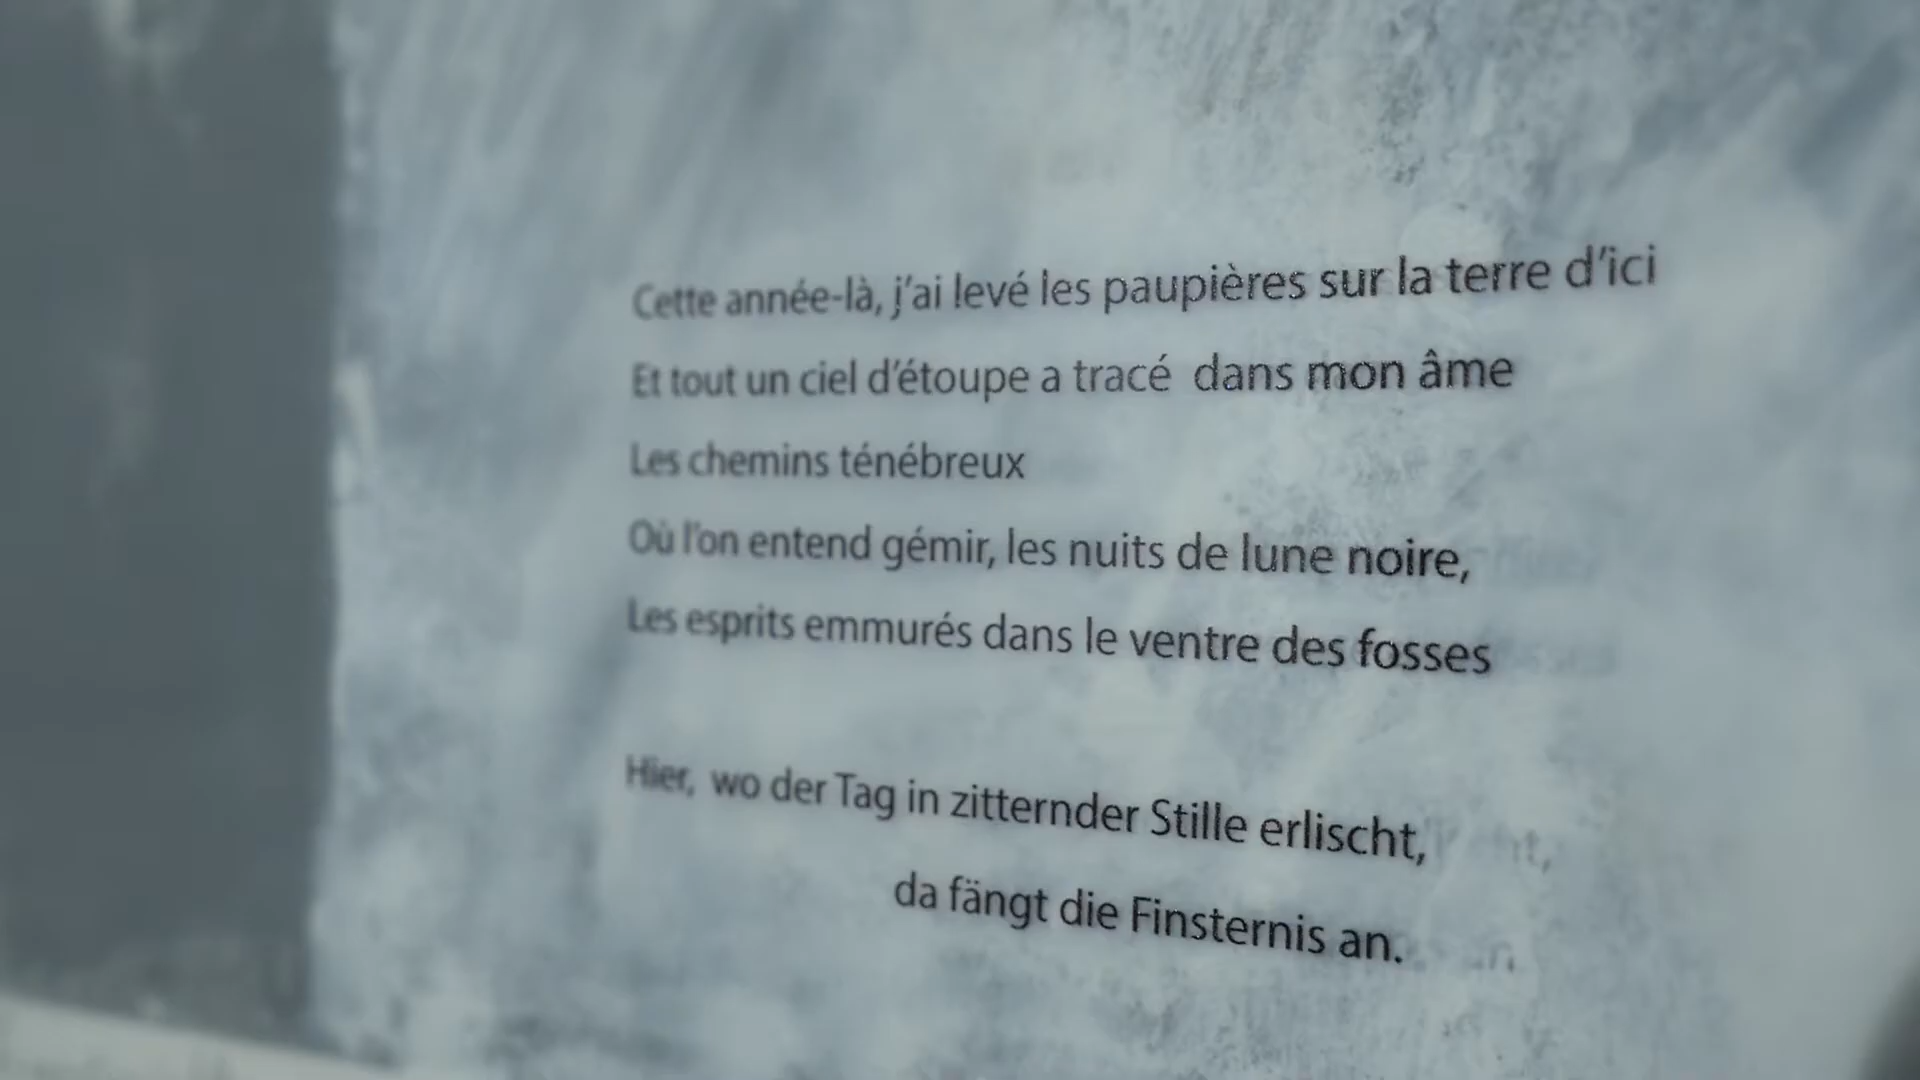 Cette année-là, j'ai levé les paupières sur la terre d'ici
Et tout un ciel d'étoupe a tracé dans mon âme
Les chemins ténébreux
Où l'on entend gémir, les nuits de lune noire,
Les esprits emmurés dans le ventre des fosses
Hier, wo der Tag in zitternder Stille erlischt,
da fängt die Finsternis an.